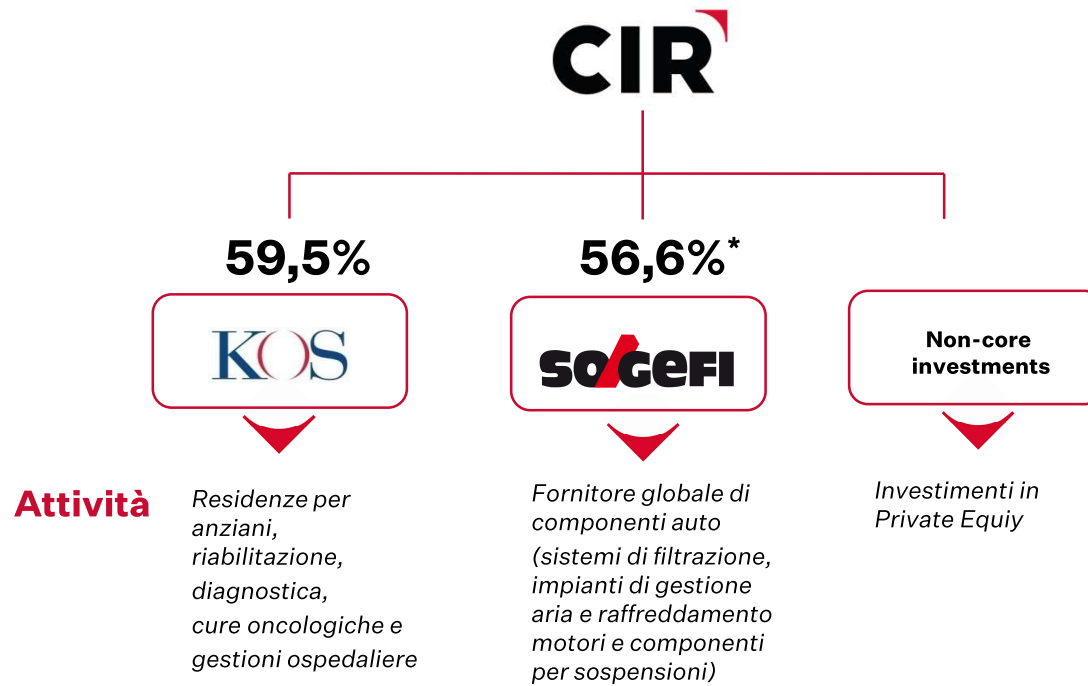 CIR
59,5%
56,6%*
KOS
SOGEFI
Non-core
investments
Attività
Residenze per
anziani,
riabilitazione,
diagnostica,
cure oncologiche e
gestioni ospedaliere
Fornitore globale di
componenti auto
(sistemi di filtrazione,
impianti di gestione
aria e raffreddamento
motori e componenti
per sospensioni)
Investimenti in
Private Equiy